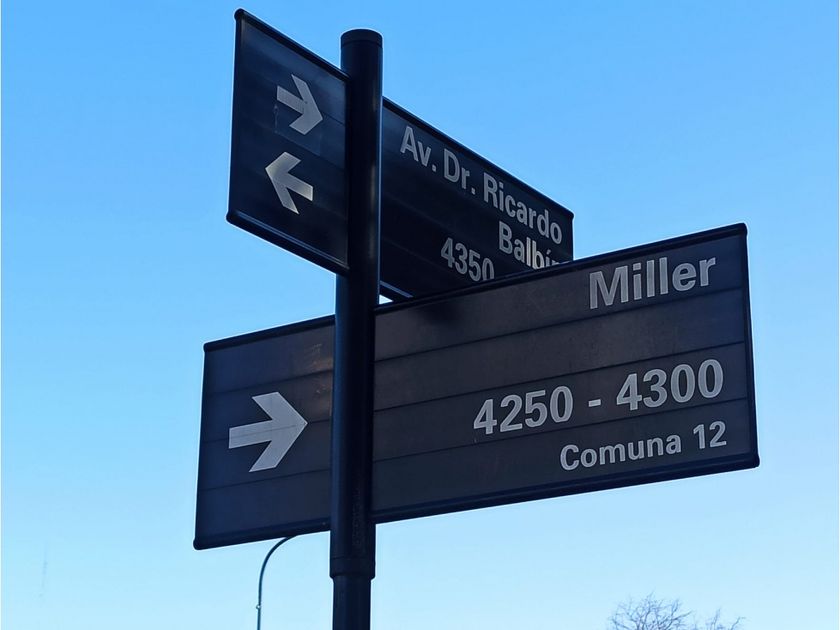 Av. Dr. Ricardo
4350
Miller
4250 - 4300
Comuna 12